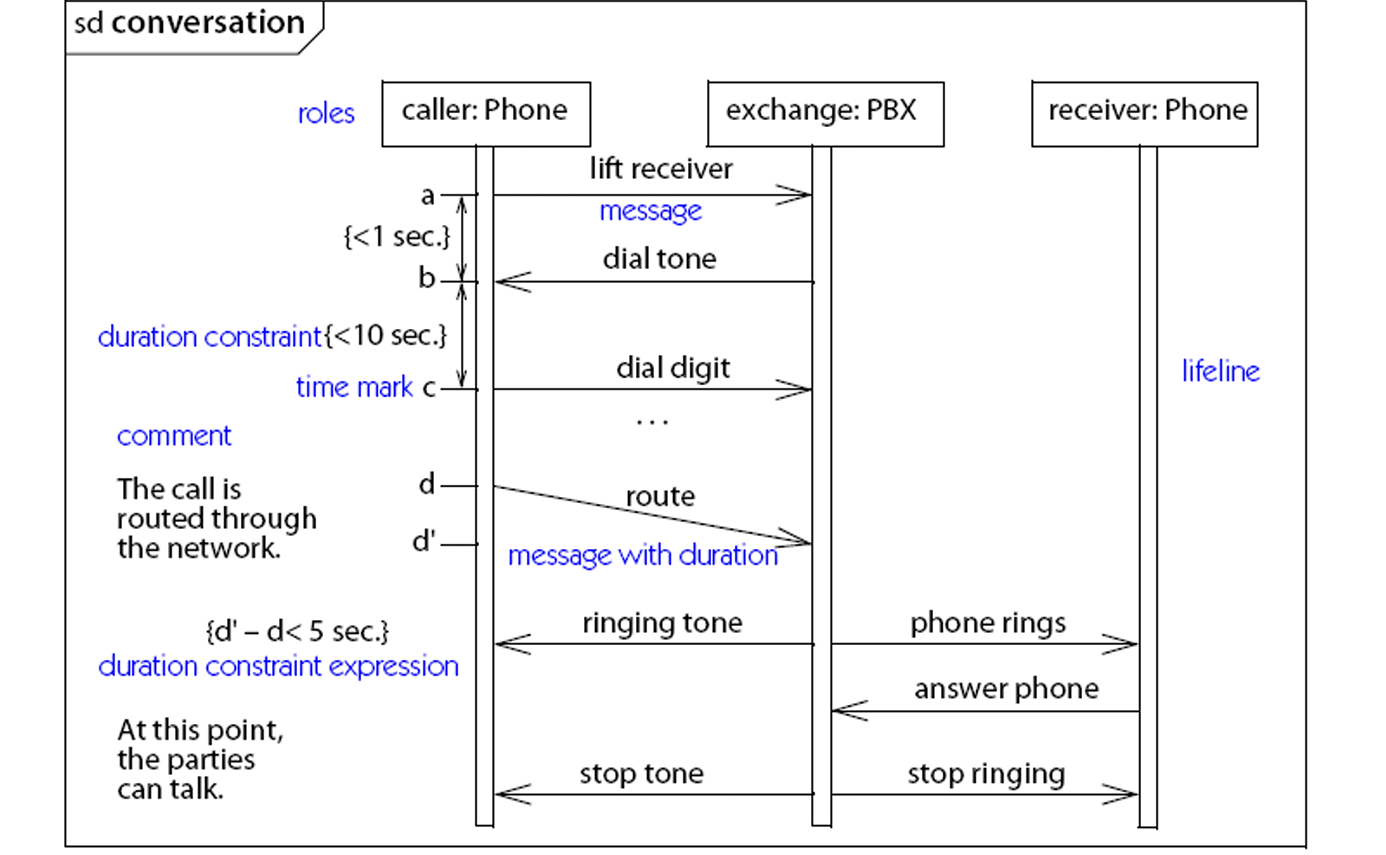 sd conversation
roles
caller: Phone
exchange: PBX
receiver: Phone
lift receiver
a
message
{<1 sec.}
dial tone
b
duration constraint{<10 sec.}
dial digit
lifeline
time mark c
. . .
comment
d
The call is
routed through
the network.
route
d'
message with duration
{d' – d< 5 sec.}
ringing tone
phone rings
duration constraint expression
answer phone
At this point,
the parties
can talk.
stop tone
stop ringing